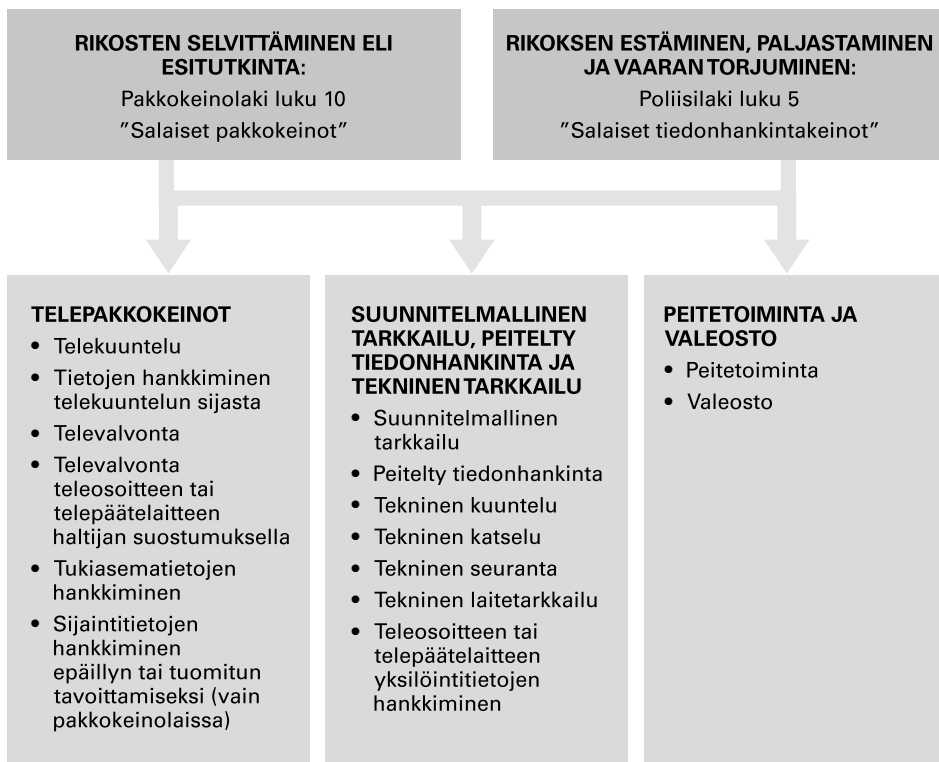 RIKOSTEN SELVITTÄMINEN ELI
ESITUTKINTA:
Pakkokeinolaki luku 10
”Salaiset pakkokeinot”
RIKOKSEN ESTÄMINEN, PALJASTAMINEN
JA VAARAN TORJUMINEN:
Poliisilaki luku 5
”Salaiset tiedonhankintakeinot”
TELEPAKKOKEINOT
• Telekuuntelu
• Tietojen hankkiminen
telekuuntelun sijasta
• Televalvonta
• Televalvonta
teleosoitteen tai
telepäätelaitteen
haltijan suostumuksella
• Tukiasematietojen
hankkiminen
• Sijaintitietojen
hankkiminen
epäillyn tai tuomitun
tavoittamiseksi (vain
pakkokeinolaissa)
SUUNNITELMALLINEN
TARKKAILU, PEITELTY
TIEDONHANKINTA JA
TEKNINEN TARKKAILU
• Suunnitelmallinen
tarkkailu
• Peitelty tiedonhankinta
• Tekninen kuuntelu
• Tekninen katselu
• Tekninen seuranta
• Tekninen laitetarkkailu
• Teleosoitteen tai
telepäätelaitteen
yksilöintitietojen
hankkiminen
PEITETOIMINTA JA
VALEOSTO
• Peitetoiminta
• Valeosto